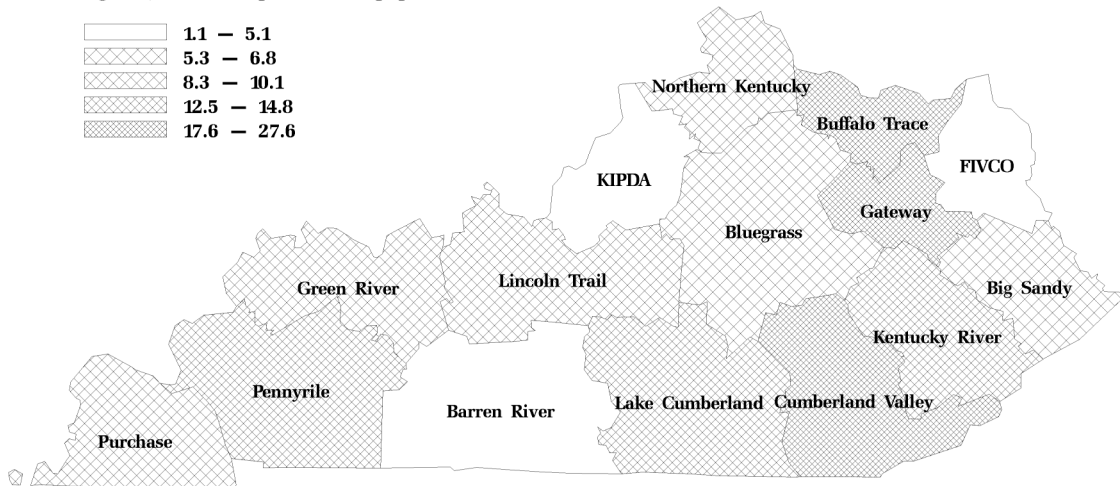 1.1 – 5.1
5.3 – 6.8
8.3 – 10.1
12.5 – 14.8
17.6 – 27.6
Northern Kentucky
Buffalo Trace
FIVCO
KIPDA
Gateway
Bluegrass
Lincoln Trail
Green River
Big Sandy
Kentucky River
Pennyrile
Lake Cumberland
Cumberland Valley
Barren River
Purchase